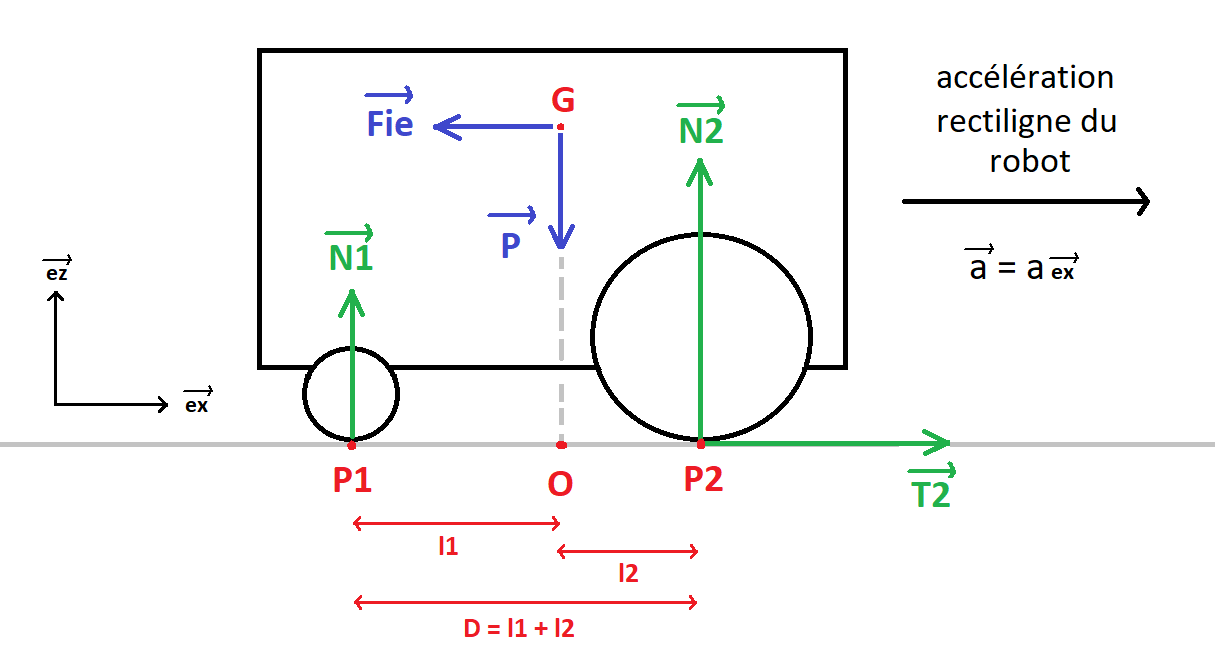 G
Fie
N2
P
N1
ez
ex
accélération
rectiligne du
robot
a = a ex
P1
O
P2
T2
l1
l2
D = l1 + l2